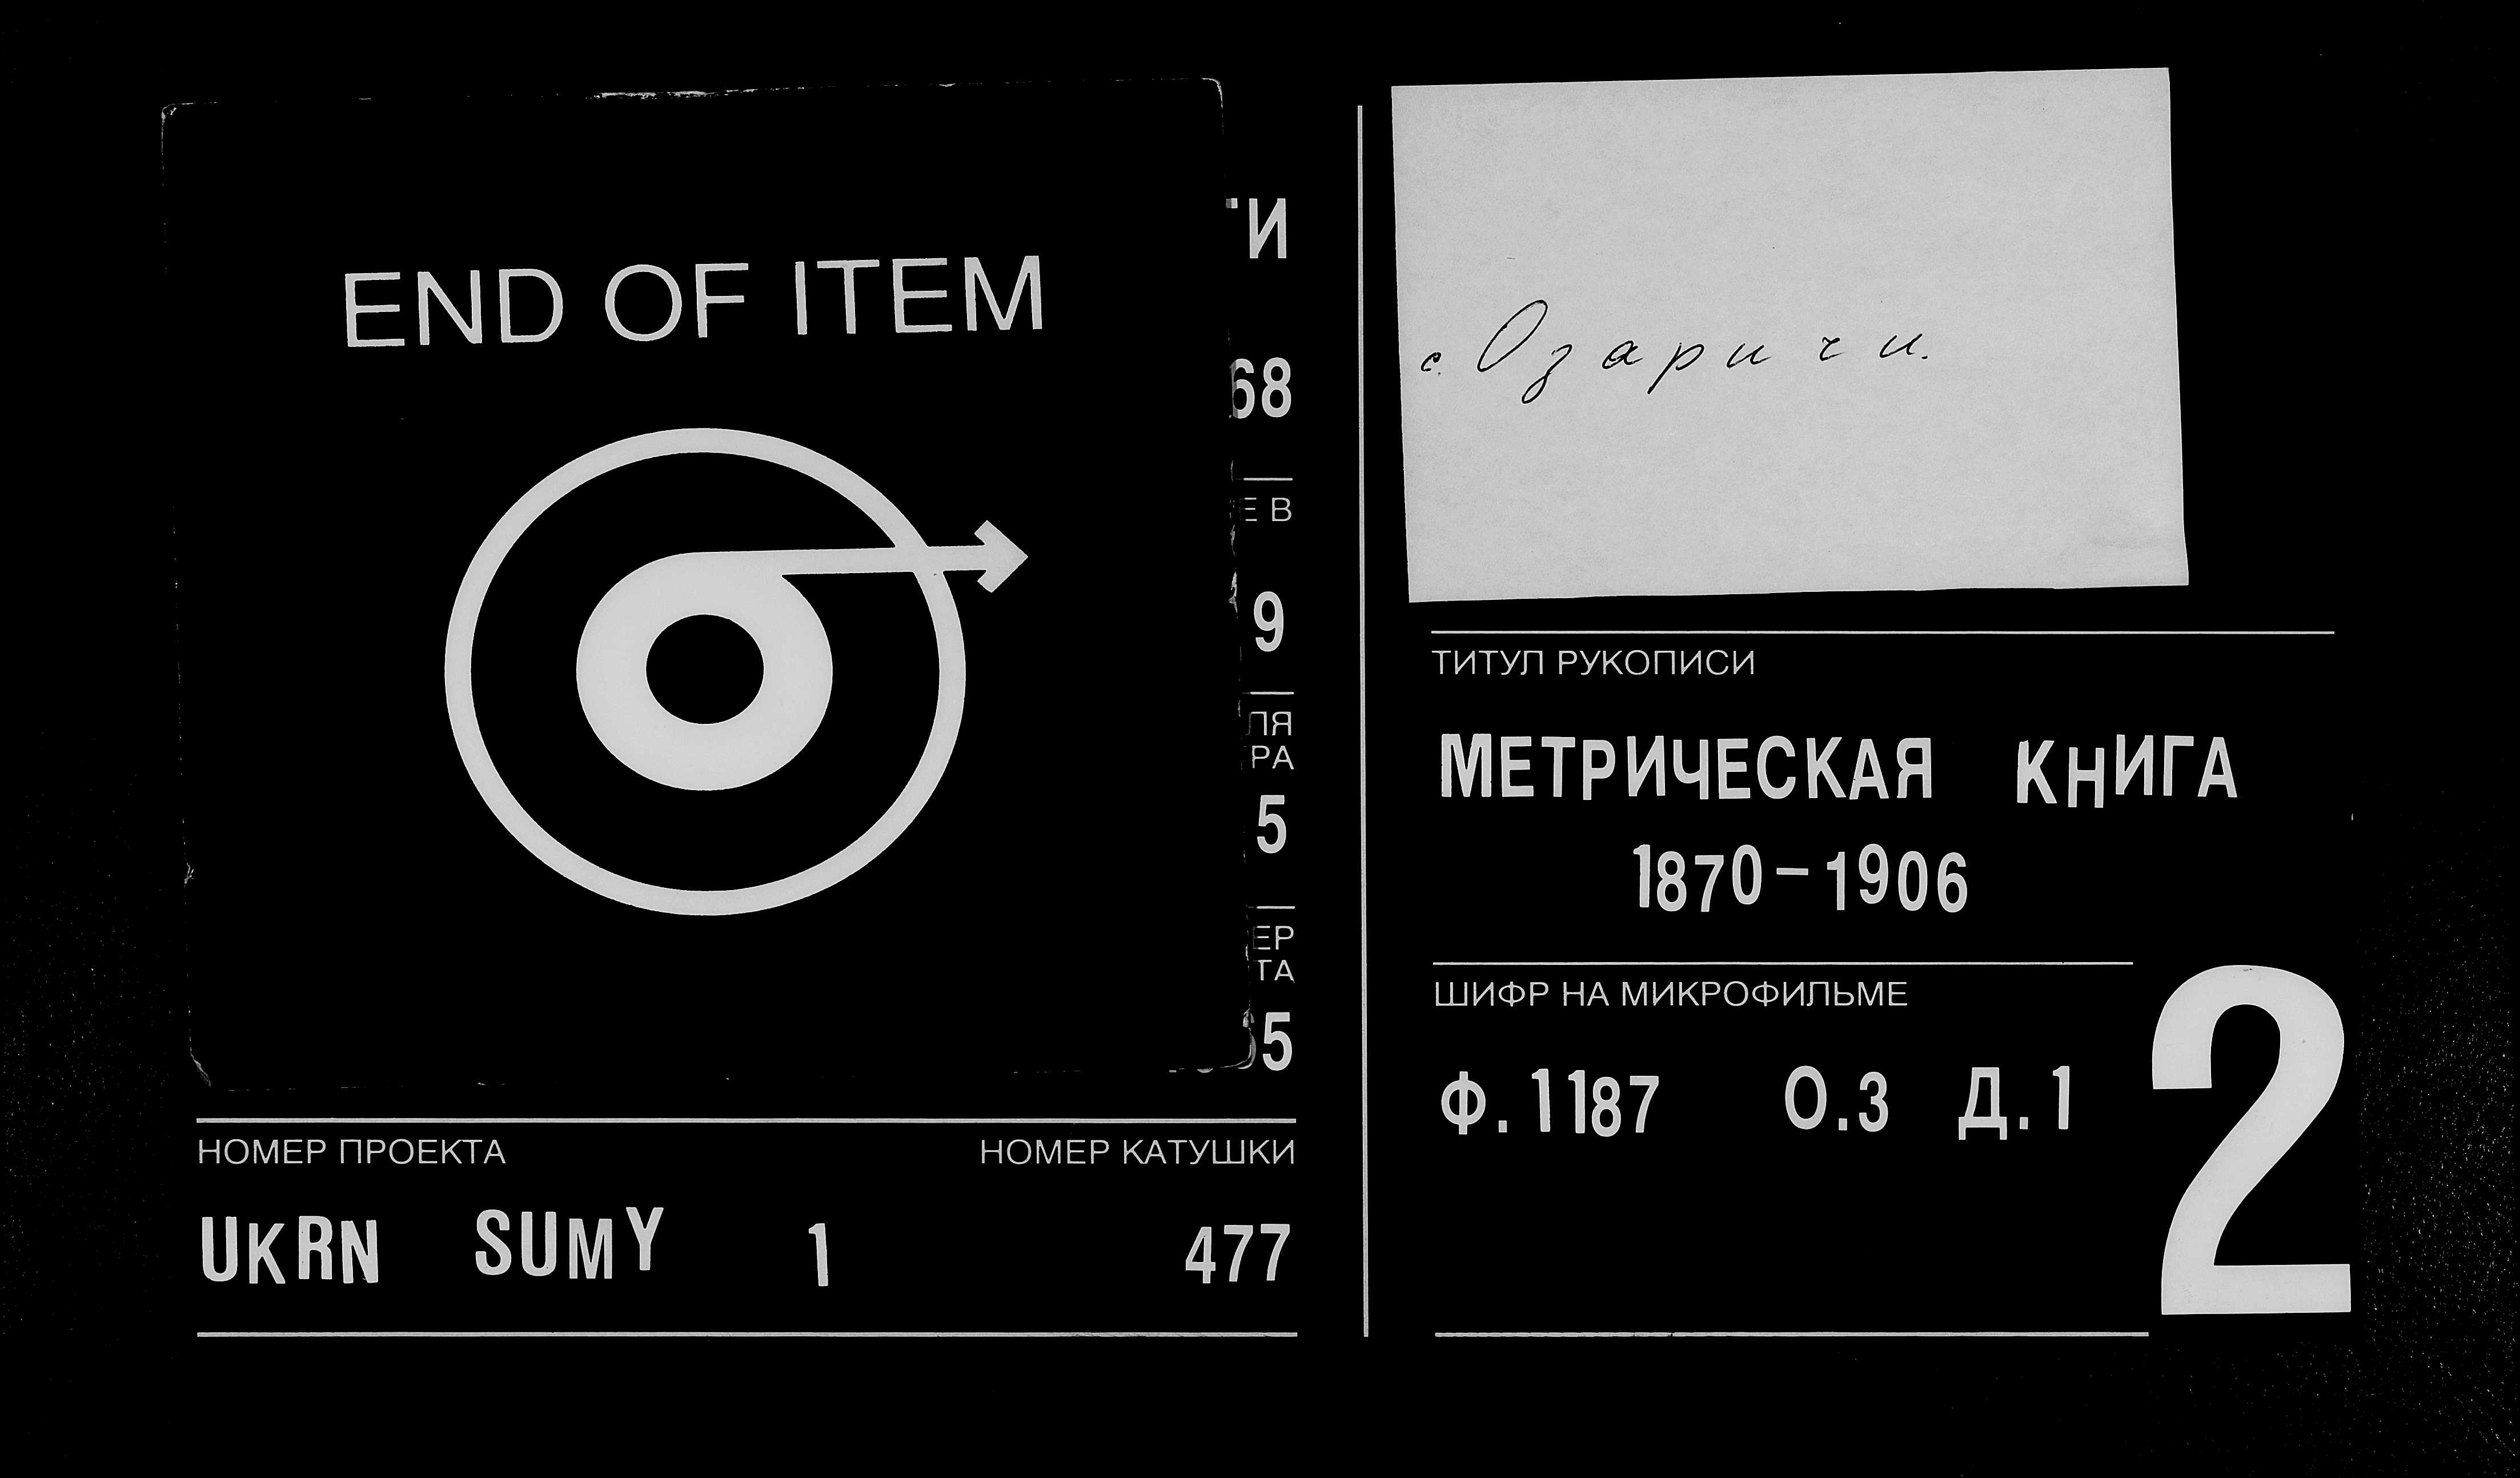 END OF ITEM
68
В
9
ЛЯ
РА
5
ЕР
ТА
5
НОМЕР ПРОЕКТА НОМЕР КАТУШКИ
UKRN SUMY 1 477
с. Озаричи.
ТИТУЛ РУКОПИСИ
МЕТРИЧЕСКАЯ КНИГА
1870-1906
ШИФР НА МИКРОФИЛЬМЕ
Ф.1187 О.3 Д.1
2